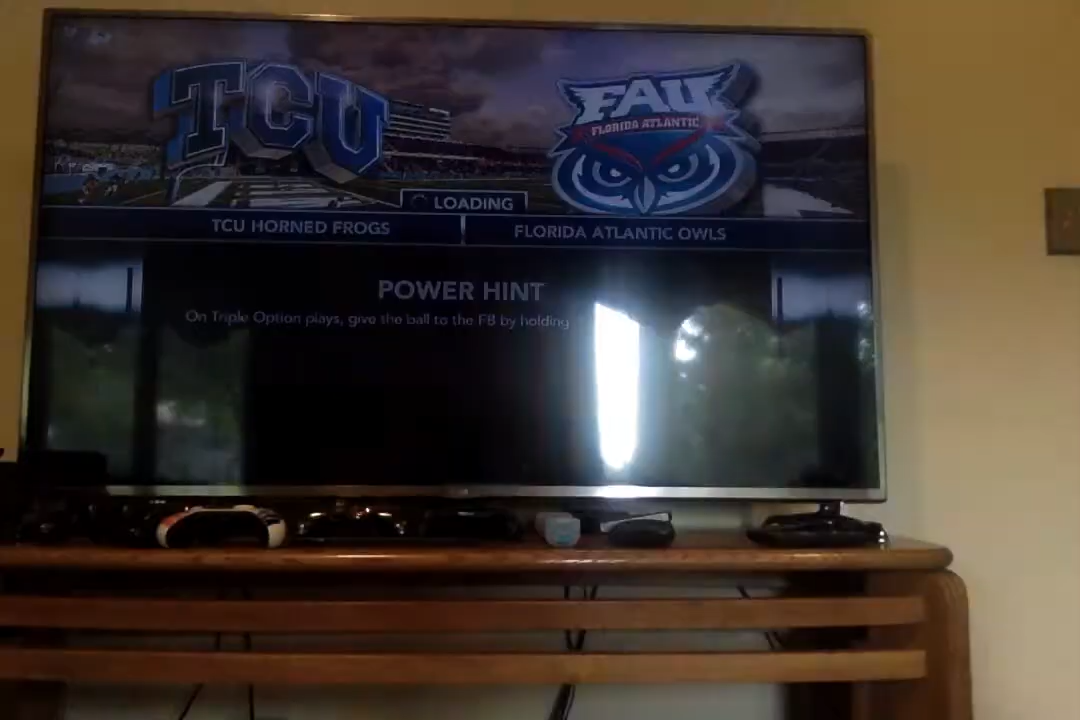 TCU
FAU
FLORIDA ATLANTIC
LOADING
TCU HORNED FROGS
FLORIDA ATLANTIC OWLS
POWER HINT
On Triple Option plays, give the ball to the FB by holding